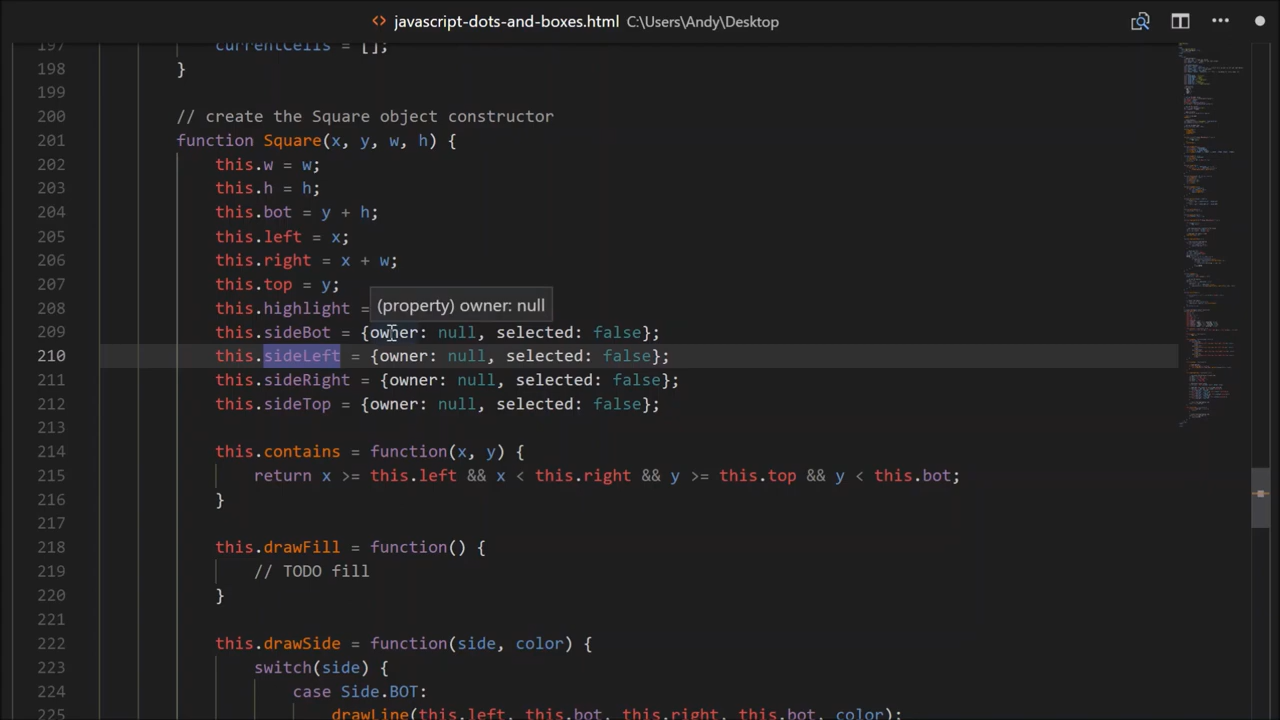 javascript-dots-and-boxes.html C:\Users\Andy\Desktop
197 currentCells = [];
198 }
199
200 // create the Square object constructor
201 function Square(x, y, w, h) {
202 this.w = w;
203 this.h = h;
204 this.bot = y + h;
205 this.left = x;
206 this.right = x + w;
207 this.top = y;
(property) owner: null
208 this.highlight =
209 this.sideBot = {owner: null, selected: false};
210 this.sideLeft = {owner: null, selected: false};
211 this.sideRight = {owner: null, selected: false};
212 this.sideTop = {owner: null, selected: false};
213
214 this.contains = function(x, y) {
215 return x >= this.left && x < this.right && y >= this.top && y < this.bot;
216 }
217
218 this.drawFill = function() {
219 // TODO fill
220 }
221
222 this.drawSide = function(side, color) {
223 switch(side) {
224 case Side.BOT:
225 drawLine(this.left, this.bot, this.right, this.bot, color);